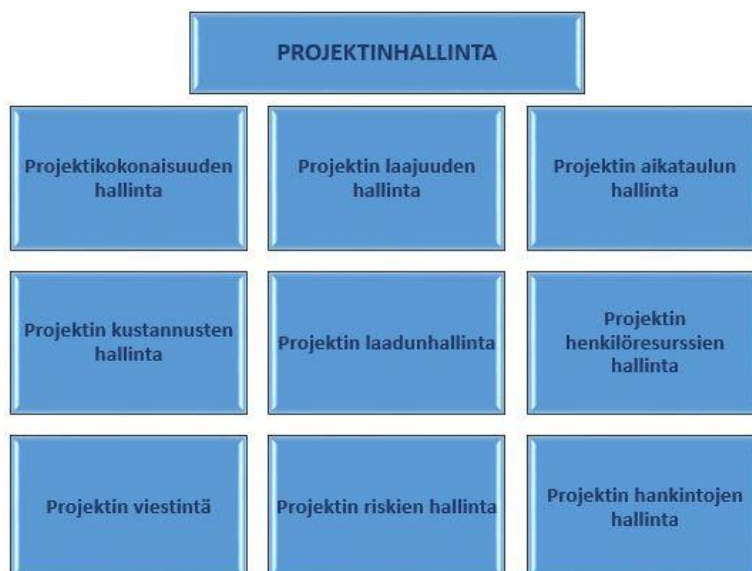 PROJEKTINHALLINTA
Projektikokonaisuuden
hallinta
Projektin laajuuden
hallinta
Projektin aikataulun
hallinta
Projektin kustannusten
hallinta
Projektin laadunhallinta
Projektin
henkilöresurssien
hallinta
Projektin viestintä
Projektin riskien hallinta
Projektin hankintojen
hallinta